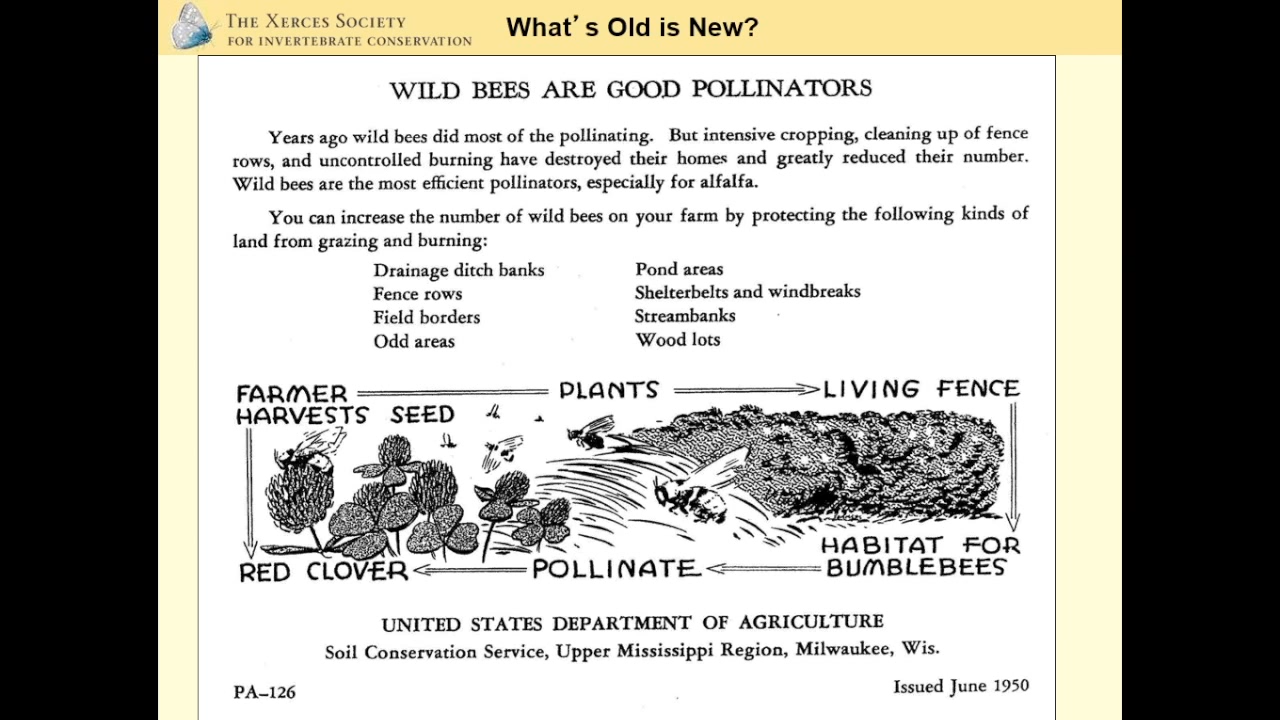 THE XERCES SOCIETY
FOR INVERTEBRATE CONSERVATION
What's Old is New?
WILD BEES ARE GOOD POLLINATORS
Years ago wild bees did most of the pollinating. But intensive cropping, cleaning up of fence
rows, and uncontrolled burning have destroyed their homes and greatly reduced their number.
Wild bees are the most efficient pollinators, especially for alfalfa.
You can increase the number of wild bees on your farm by protecting the following kinds of
land from grazing and burning:
Drainage ditch banks
Fence rows
Field borders
Odd areas
Pond areas
Shelterbelts and windbreaks
Streambanks
Wood lots
FARMER PLANTS LIVING FENCE
HARVESTS SEED
HABITAT FOR
RED CLOVER POLLINATE BUMBLEBEES
UNITED STATES DEPARTMENT OF AGRICULTURE
Soil Conservation Service, Upper Mississippi Region, Milwaukee, Wis.
PA-126
Issued June 1950